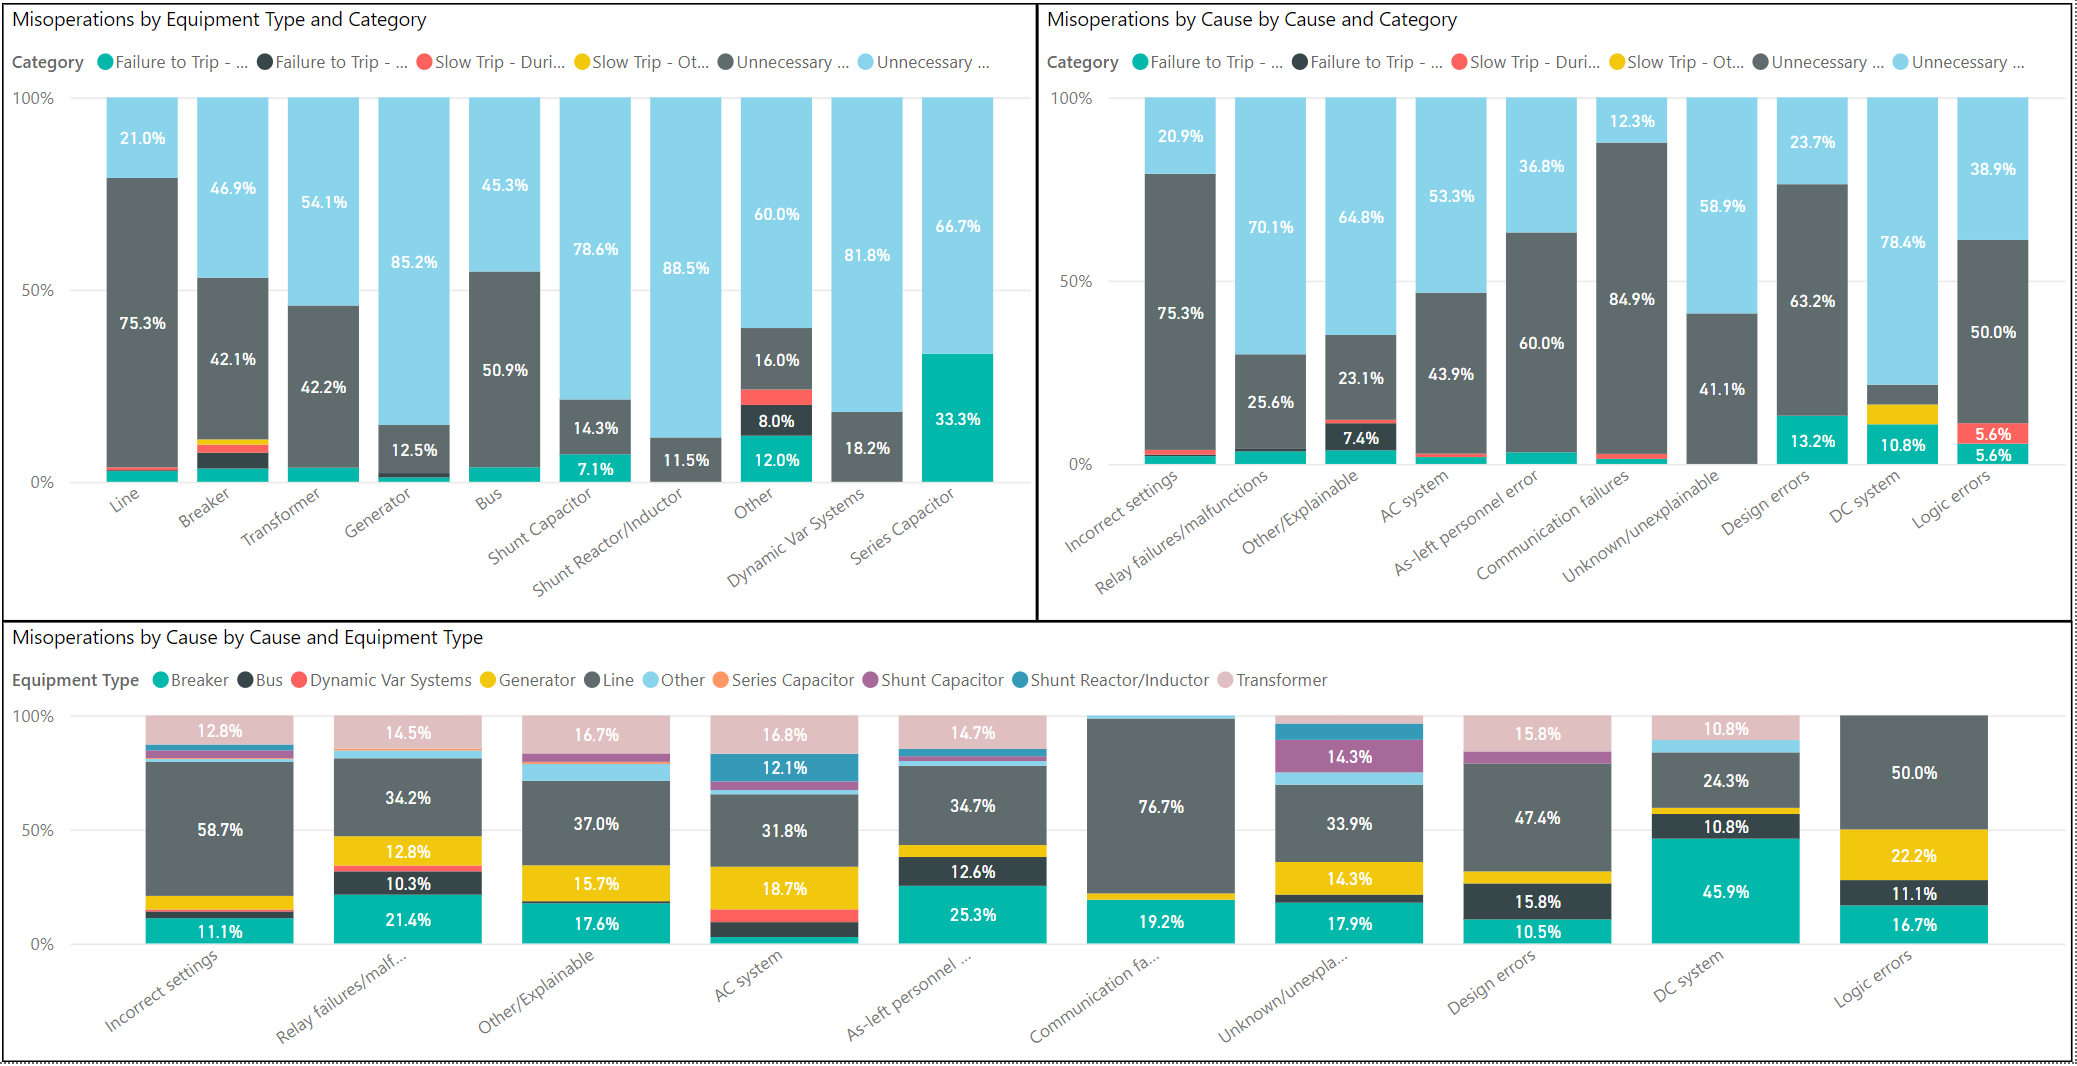 Misoperations by Equipment Type and Category
Category Failure to Trip - ... Failure to Trip - ... Slow Trip - Duri... Slow Trip - Ot... Unnecessary ... Unnecessary ...
100%
50%
0%
21.0%
75.3%
46.9%
42.1%
54.1%
42.2%
85.2%
12.5%
45.3%
50.9%
78.6%
14.3%
7.1%
88.5%
11.5%
60.0%
16.0%
8.0%
12.0%
81.8%
18.2%
66.7%
33.3%
Line
Breaker
Transformer
Generator
Bus
Shunt Capacitor
Shunt Reactor/Inductor
Other
Dynamic Var Systems
Series Capacitor
Misoperations by Cause by Cause and Category
Category Failure to Trip - ... Failure to Trip - ... Slow Trip - Duri... Slow Trip - Ot... Unnecessary ... Unnecessary ...
100%
50%
0%
20.9%
75.3%
70.1%
25.6%
64.8%
23.1%
7.4%
53.3%
43.9%
36.8%
60.0%
12.3%
84.9%
58.9%
41.1%
23.7%
63.2%
13.2%
78.4%
10.8%
38.9%
50.0%
5.6%
5.6%
Incorrect settings
Relay failures/malfunctions
Other/Explainable
AC system
As-left personnel error
Communication failures
Unknown/unexplainable
Design errors
DC system
Logic errors
Misoperations by Cause by Cause and Equipment Type
Equipment Type Breaker Bus Dynamic Var Systems Generator Line Other Series Capacitor Shunt Capacitor Shunt Reactor/Inductor Transformer
100%
50%
0%
12.8%
58.7%
11.1%
14.5%
34.2%
12.8%
10.3%
21.4%
16.7%
37.0%
15.7%
17.6%
16.8%
12.1%
31.8%
18.7%
14.7%
34.7%
12.6%
25.3%
76.7%
19.2%
14.3%
33.9%
14.3%
17.9%
15.8%
47.4%
15.8%
10.5%
10.8%
24.3%
10.8%
45.9%
50.0%
22.2%
11.1%
16.7%
Incorrect settings
Relay failures/malf...
Other/Explainable
AC system
As-left personnel ...
Communication fa...
Unknown/unexpla...
Design errors
DC system
Logic errors